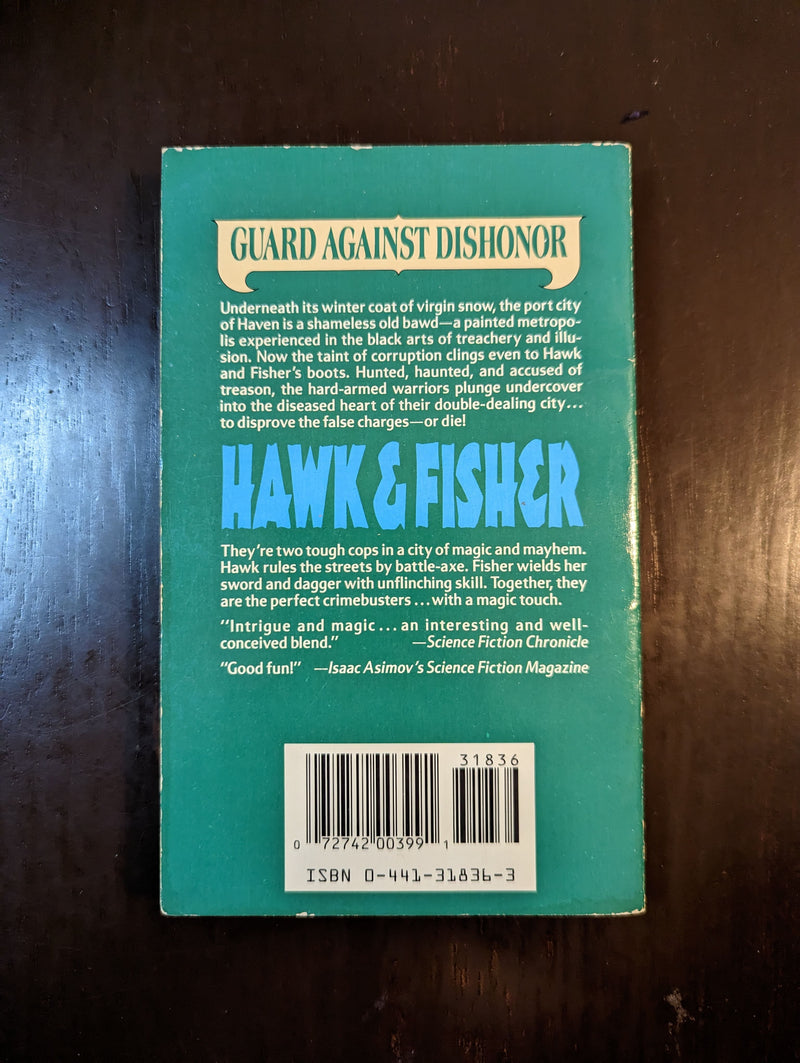 GUARD AGAINST DISHONOR
Underneath its winter coat of virgin snow, the port city
of Haven is a shameless old bawd—a painted metropo-
lis experienced in the black arts of treachery and illu-
sion. Now the taint of corruption clings even to Hawk
and Fisher's boots. Hunted, haunted, and accused of
treason, the hard-armed warriors plunge undercover
into the diseased heart of their double-dealing city...
to disprove the false charges—or die!
HAWK & FISHER
They're two tough cops in a city of magic and mayhem.
Hawk rules the streets by battle-axe. Fisher wields her
sword and dagger with unflinching skill. Together, they
are the perfect crimebusters...with a magic touch.
"Intrigue and magic...an interesting and well-
conceived blend." —Science Fiction Chronicle
"Good fun!" —Isaac Asimov's Science Fiction Magazine
31836
0 72742 00399 1
ISBN 0-441-31836-3